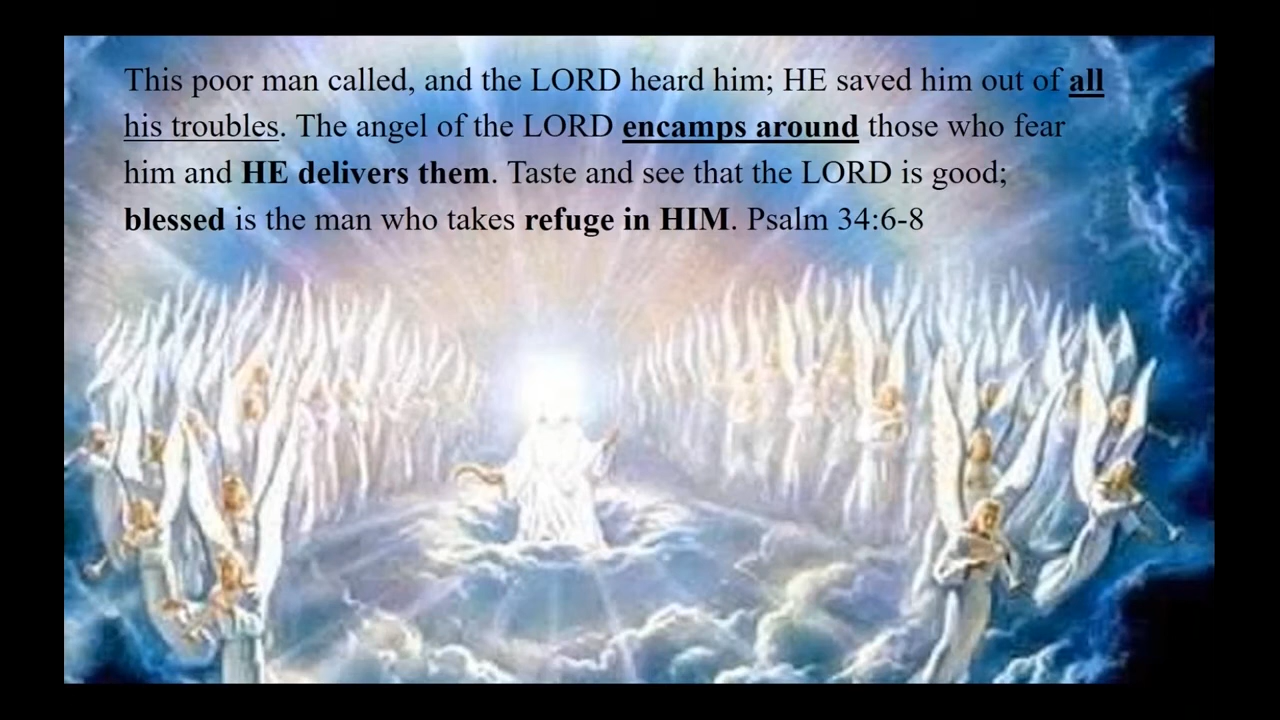 This poor man called, and the LORD heard him; HE saved him out of all
his troubles. The angel of the LORD encamps around those who fear
him and HE delivers them. Taste and see that the LORD is good;
blessed is the man who takes refuge in HIM. Psalm 34:6-8